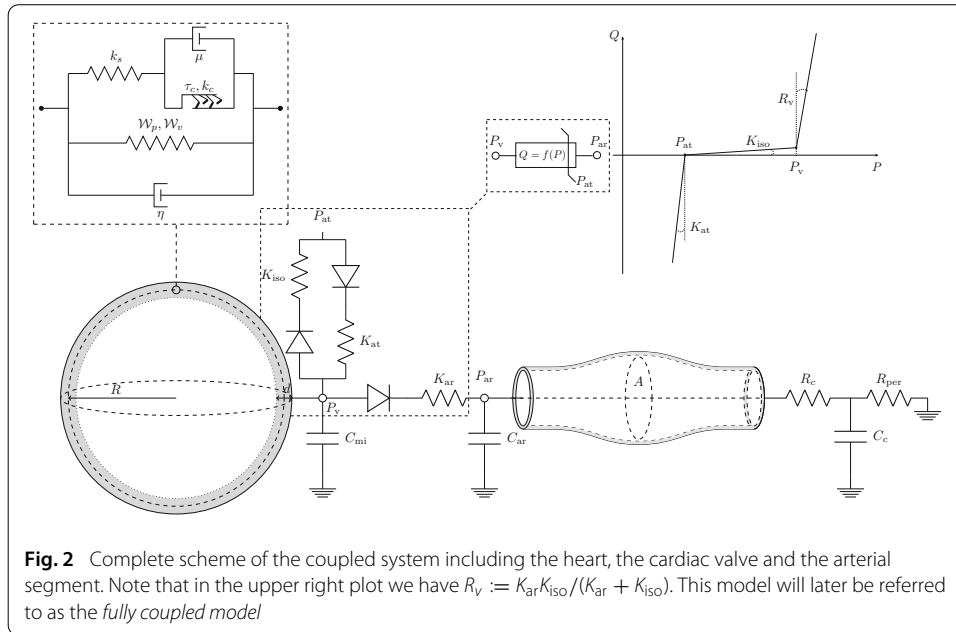 k_s
μ
τ_c, k_c
W_p, W_v
η
Q
P_at
K_iso
R_v
P_v
P
K_at
P_v
Q = f(P)
P_ar
P_at
P_at
K_iso
K_at
R
d
P_v
K_ar
P_ar
A
R_c
R_per
C_mi
C_ar
C_c
Fig. 2 Complete scheme of the coupled system including the heart, the cardiac valve and the arterial
segment. Note that in the upper right plot we have R_v := K_ar K_iso/(K_ar + K_iso). This model will later be referred
to as the fully coupled model